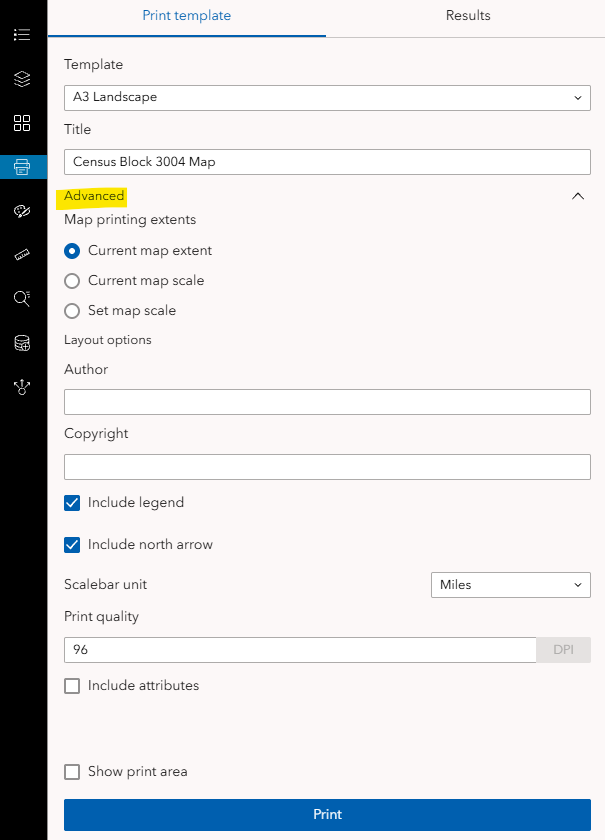 Print template Results
Template
A3 Landscape
Title
Census Block 3004 Map
Advanced
Map printing extents
Current map extent
Current map scale
Set map scale
Layout options
Author
Copyright
Include legend
Include north arrow
Scalebar unit Miles
Print quality
96 DPI
Include attributes
Show print area
Print